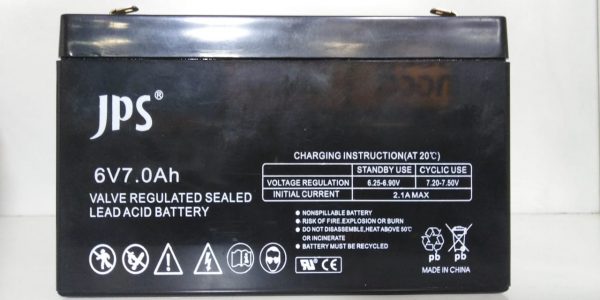 JPS®
6V7.0Ah
VALVE REGULATED SEALED
LEAD ACID BATTERY
CHARGING INSTRUCTION(AT 20℃)
STANDBY USE CYCLIC USE
VOLTAGE REGULATION 6.25-6.90V 7.20-7.50V
INITIAL CURRENT 2.1A MAX
● NONSPILLABLE BATTERY
● RISK OF FIRE.EXPLOSION OR BURN
● DO NOT DISASSEMBLE,HEAT ABOVE 50℃
OR INCINERATE
● BATTERY MUST BE RECYCLED
CE
pb pb
MADE IN CHINA